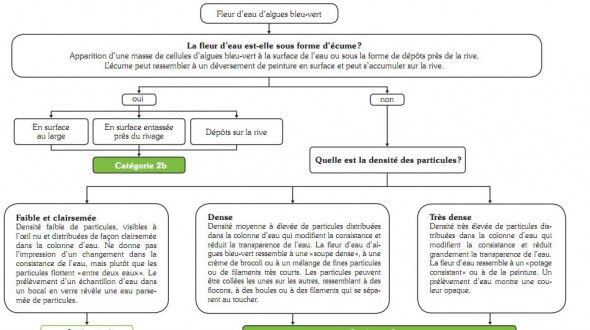 Fleur d'eau d'algues bleu-vert
La fleur d'eau est-elle sous forme d'écume?
Apparition d'une masse de cellules d'algues bleu-vert à la surface de l'eau ou sous la forme de dépôts près de la rive.
L'écume peut ressembler à un déversement de peinture en surface et peut s'accumuler sur la rive.
oui
non
En surface
au large
En surface entassée
près du rivage
Dépôts sur la rive
Catégorie 2b
Quelle est la densité des particules?
Faible et clairsemée
Densité faible de particules, visibles à
l'œil nu et distribuées de façon clairsemée
dans la colonne d'eau. Ne donne pas
l'impression d'un changement dans la
consistance de l'eau, mais plutôt que les
particules flottent «entre deux eaux». Le
prélèvement d'un échantillon d'eau dans
un bocal en verre révèle une eau parse-
mée de particules.
Dense
Densité moyenne à élevée de particules distribuées
dans la colonne d'eau qui modifient la consistance et
réduit la transparence de l'eau. La fleur d'eau d'al-
gues bleu-vert ressemble à une «soupe dense», à une
crème de brocoli ou à un mélange de fines particules
ou de filaments très courts. Les particules peuvent
être collées les unes sur les autres, ressemblant à des
flocons, à des boules ou à des filaments qui se sépa-
rent au toucher.
Très dense
Densité très élevée de particules dis-
tribuées dans la colonne d'eau qui
modifient la consistance et réduit
grandement la transparence de l'eau.
La fleur d'eau ressemble à un «potage
constant» ou à de la peinture. Un
prélèvement d'eau montre une cou-
leur opaque.